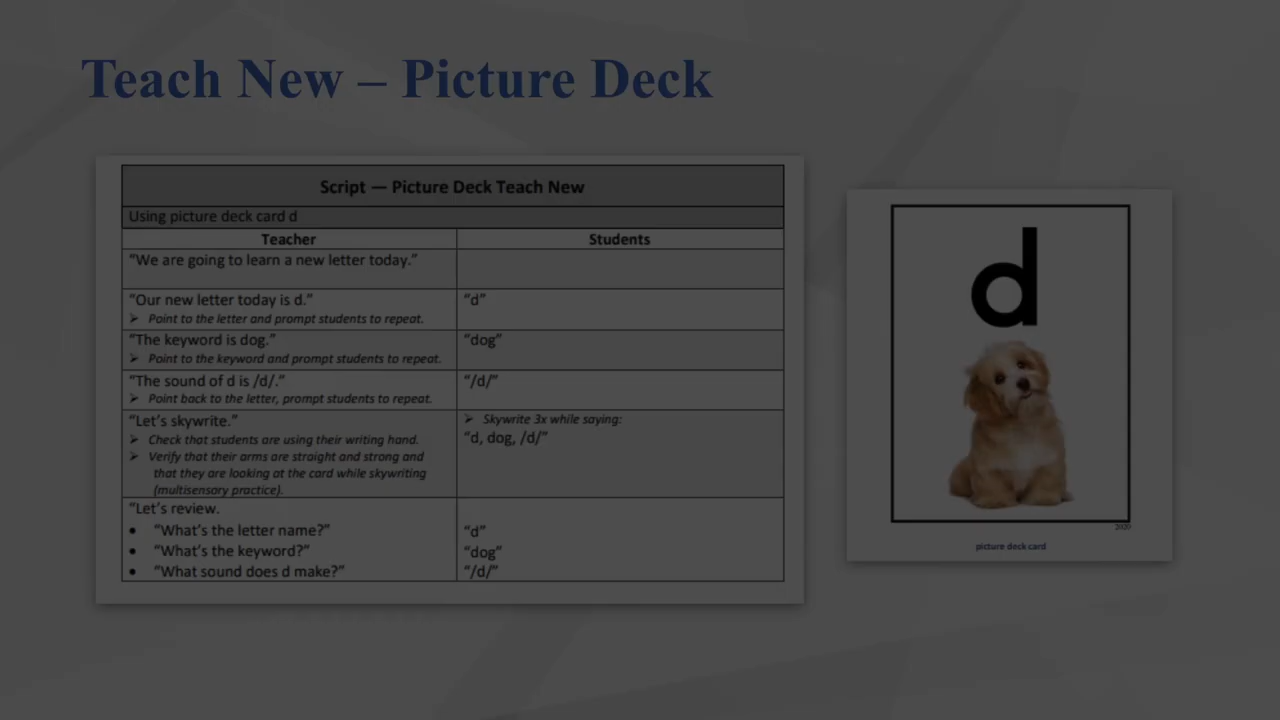 Teach New – Picture Deck
Script — Picture Deck Teach New
Using picture deck card d
Teacher
Students
“We are going to learn a new letter today.”
“Our new letter today is d.”
➢ Point to the letter and prompt students to repeat.
“d”
“The keyword is dog.”
➢ Point to the keyword and prompt students to repeat.
“dog”
“The sound of d is /d/.”
➢ Point back to the letter, prompt students to repeat.
“/d/”
“Let’s skywrite.”
➢ Check that students are using their writing hand.
➢ Verify that their arms are straight and strong and
that they are looking at the card while skywriting
(multisensory practice).
➢ Skywrite 3x while saying:
“d, dog, /d/”
“Let’s review.
• “What’s the letter name?”
“d”
• “What’s the keyword?”
“dog”
• “What sound does d make?”
“/d/”
d
2020
picture deck card